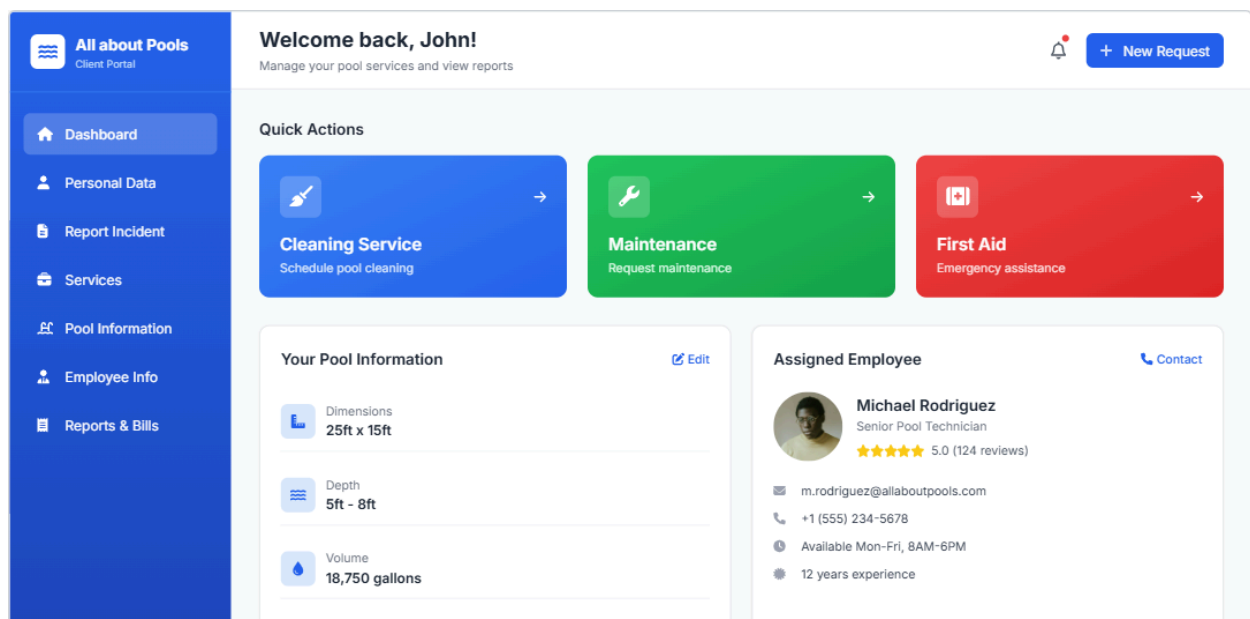 All about Pools
Client Portal
Dashboard
Personal Data
Report Incident
Services
Pool Information
Employee Info
Reports & Bills
Welcome back, John!
Manage your pool services and view reports
+ New Request
Quick Actions
Cleaning Service
Schedule pool cleaning
Maintenance
Request maintenance
First Aid
Emergency assistance
Your Pool Information
Edit
Dimensions
25ft x 15ft
Depth
5ft - 8ft
Volume
18,750 gallons
Assigned Employee
Contact
Michael Rodriguez
Senior Pool Technician
5.0 (124 reviews)
m.rodriguez@allaboutpools.com
+1 (555) 234-5678
Available Mon-Fri, 8AM-6PM
12 years experience